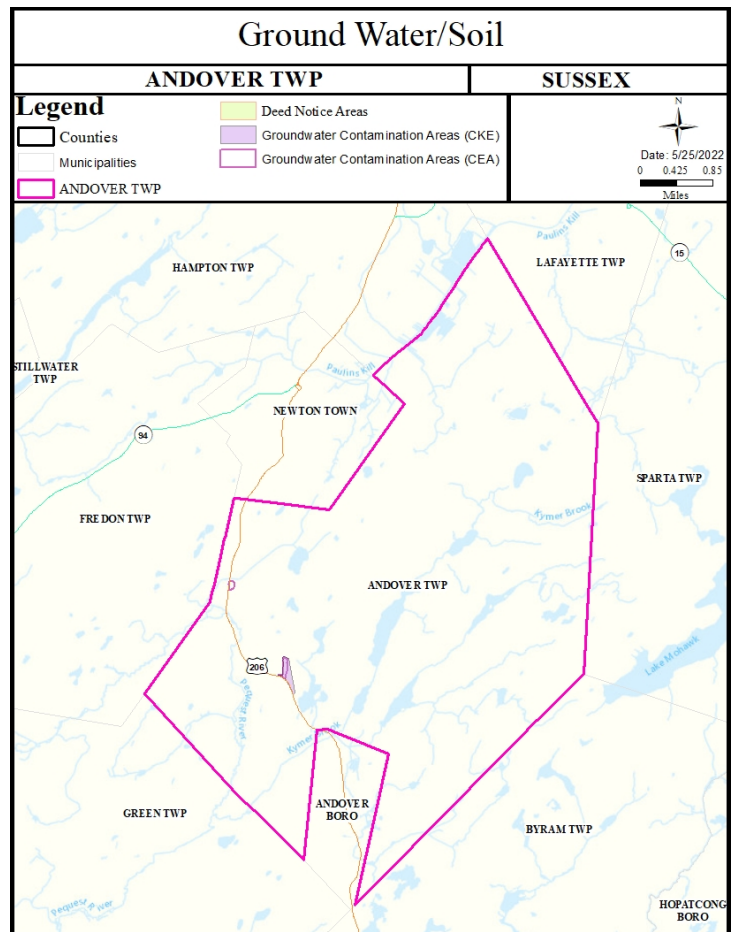 Ground Water/Soil
ANDOVER TWP
SUSSEX
Legend
Counties
Municipalities
ANDOVER TWP
Deed Notice Areas
Groundwater Contamination Areas (CKE)
Groundwater Contamination Areas (CEA)
N
Date: 5/25/2022
0 0.425 0.85
Miles
Paulins Kill
HAMPTON TWP
LAFAYETTE TWP
15
STILLWATER
TWP
Paulins Kill
NEWTON TOWN
94
SPARTA TWP
FREDON TWP
Kymer Brook
ANDOVER TWP
206
Lake Mohawk
West River
Kymer Brook
GREEN TWP
ANDOVER
BORO
BYRAM TWP
Pequest River
HOPATCONG
BORO